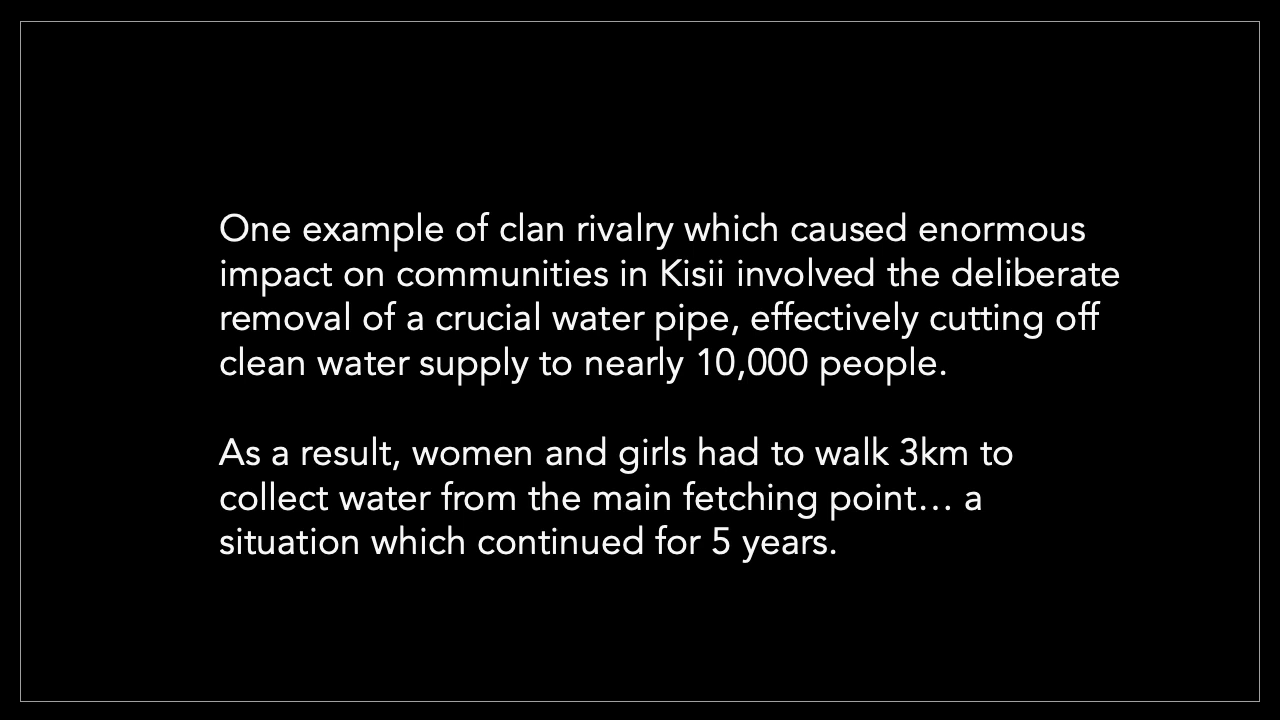 One example of clan rivalry which caused enormous
impact on communities in Kisii involved the deliberate
removal of a crucial water pipe, effectively cutting off
clean water supply to nearly 10,000 people.
As a result, women and girls had to walk 3km to
collect water from the main fetching point… a
situation which continued for 5 years.